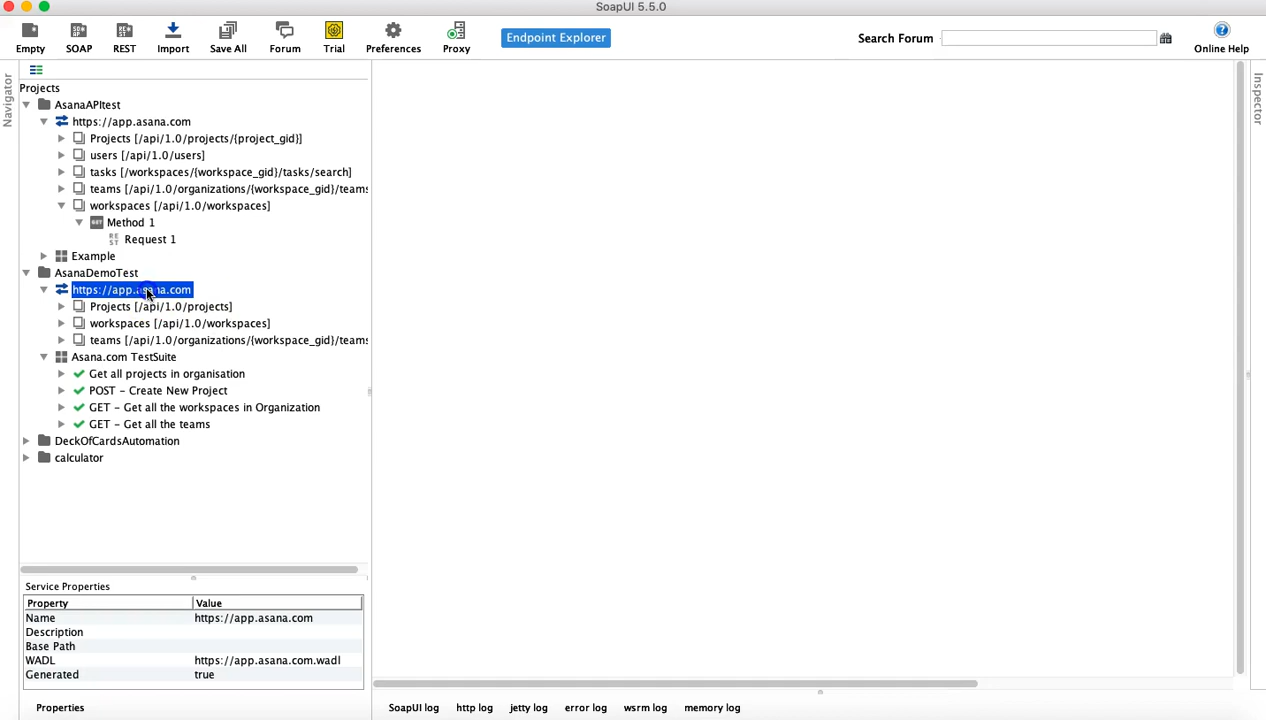 SoapUI 5.5.0
Empty SOAP REST Import Save All Forum Trial Preferences Proxy Endpoint Explorer Search Forum Online Help
Navigator
Inspector
Projects
AsanaAPItest
https://app.asana.com
Projects [/api/1.0/projects/{project_gid}]
users [/api/1.0/users]
tasks [/workspaces/{workspace_gid}/tasks/search]
teams [/api/1.0/organizations/{workspace_gid}/teams
workspaces [/api/1.0/workspaces]
GET Method 1
REST Request 1
Example
AsanaDemoTest
https://app.asana.com
Projects [/api/1.0/projects]
workspaces [/api/1.0/workspaces]
teams [/api/1.0/organizations/{workspace_gid}/teams
Asana.com TestSuite
Get all projects in organisation
POST - Create New Project
GET - Get all the workspaces in Organization
GET - Get all the teams
DeckOfCardsAutomation
calculator
Service Properties
Property Value
Name https://app.asana.com
Description
Base Path
WADL https://app.asana.com.wadl
Generated true
Properties
SoapUI log http log jetty log error log wsrm log memory log